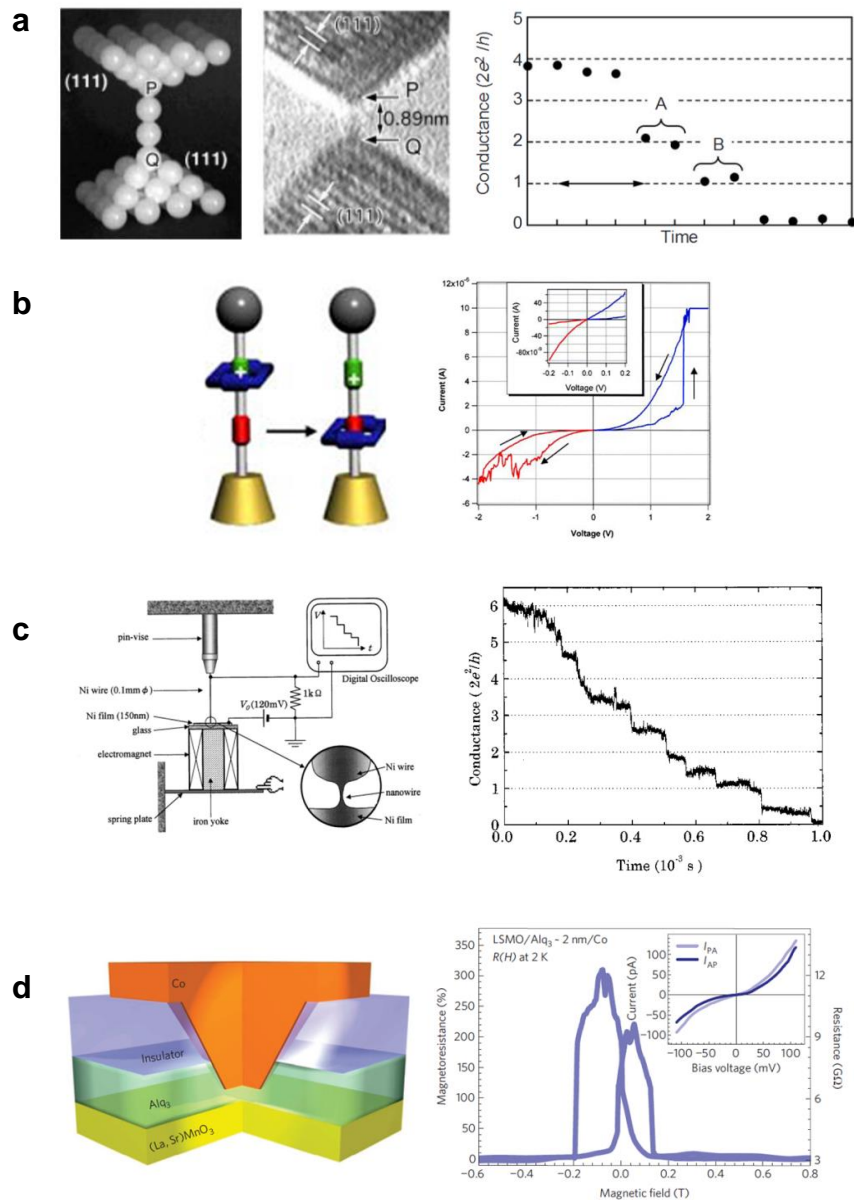 a
(111)
P
Q
(111)
(111)
P
0.89nm
Q
(111)
Conductance (2e²/h)
5
4
3
2
1
0
A
B
Time
b
+
+
Current (A)
12x10⁻⁶
10
8
6
4
2
0
-2
-4
-6
-2
-1
0
1
2
Voltage (V)
Current (A)
40
0
-40
-80x10⁻⁹
-0.2
-0.1
0.0
0.1
0.2
Voltage (V)
c
pin-vise
Ni wire (0.1mmϕ)
Ni film (150nm)
glass
electromagnet
spring plate
iron yoke
V
t
Digital Oscilloscope
V₀(120mV)
1kΩ
Ni wire
nanowire
Ni film
Conductance ( 2e²/h)
6
5
4
3
2
1
0
0.0
0.2
0.4
0.6
0.8
1.0
Time (10⁻³ s )
d
Co
Insulator
Alq₃
(La, Sr)MnO₃
LSMO/Alq₃ - 2 nm/Co
R(H) at 2 K
Magnetoresistance (%)
350
300
250
200
150
100
50
0
−0.6
−0.4
−0.2
0.0
0.2
0.4
0.6
0.8
Magnetic field (T)
Resistance (GΩ)
12
9
6
3
I_PA
I_AP
Current (pA)
100
50
0
−50
−100
−100
−50
0
50
100
Bias voltage (mV)